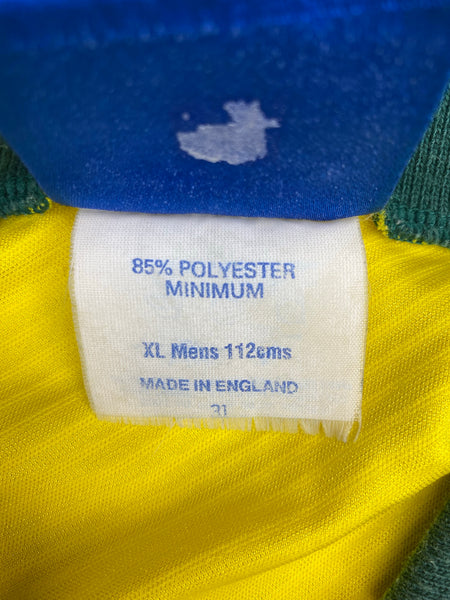 85% POLYESTER
MINIMUM
XL Mens 112cms
MADE IN ENGLAND
31